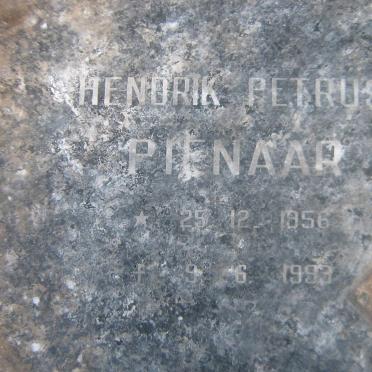 HENDRIK PETRUS
PIENAAR
* 25. 12. 1956
† 9. 6. 1993